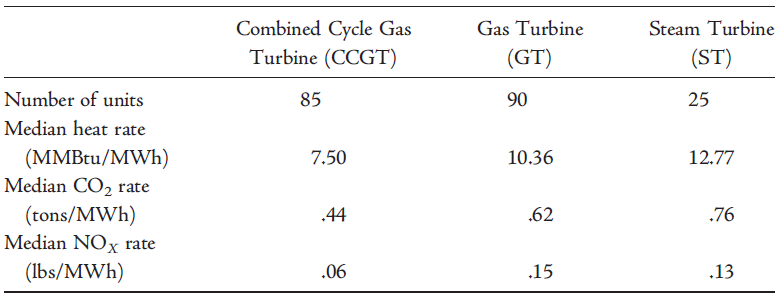 Combined Cycle Gas Gas Turbine Steam Turbine
Turbine (CCGT) (GT) (ST)
Number of units 85 90 25
Median heat rate
(MMBtu/MWh) 7.50 10.36 12.77
Median CO₂ rate
(tons/MWh) .44 .62 .76
Median NOX rate
(lbs/MWh) .06 .15 .13